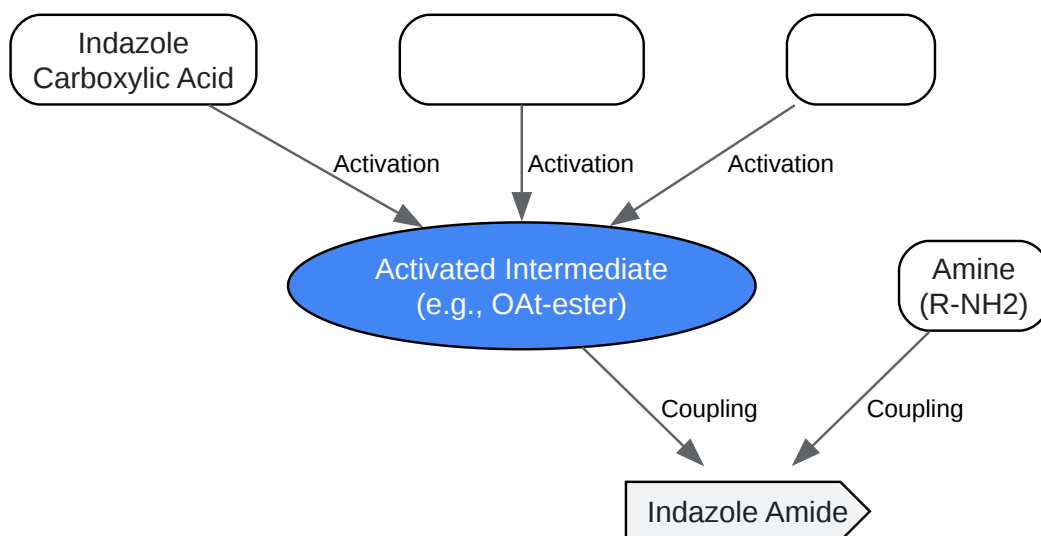 Indazole
Carboxylic Acid
Activation
Activation
Activation
Activated Intermediate
(e.g., OAt-ester)
Amine
(R-NH2)
Coupling
Coupling
Indazole Amide